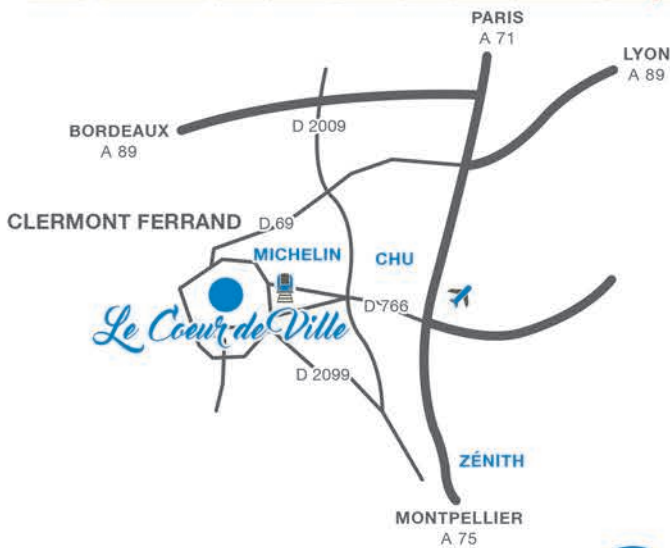 PARIS
A 71
LYON
A 89
BORDEAUX
A 89
D 2009
CLERMONT FERRAND
D 69
MICHELIN
CHU
D 766
Le Coeur de Ville
D 2099
ZÉNITH
MONTPELLIER
A 75